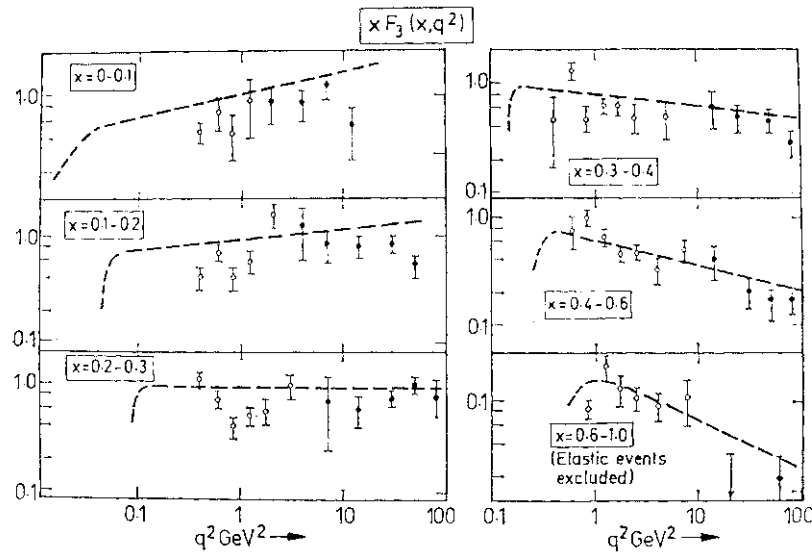 xF₃(x,q²)
x=0-0.1
1.0
x=0.1-0.2
1.0
0.1
x=0.2-0.3
1.0
0.1
0.1 1 10 100
q² GeV² →
1.0
0.1
x=0.3-0.4
1.0
x=0.4-0.6
0.1
0.1
x=0.6-1.0
(Elastic events
excluded)
0.1 1 10 100
q² GeV² →